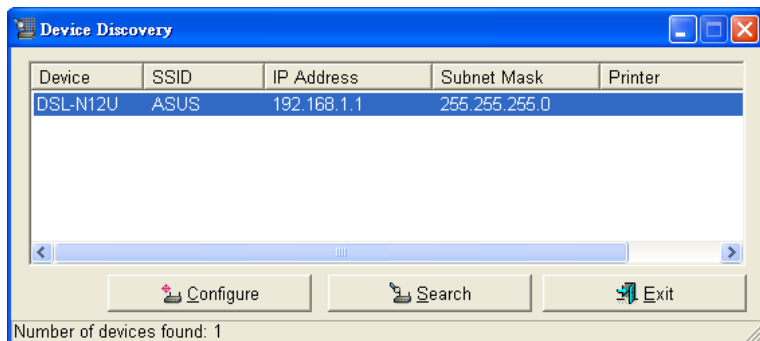 Device Discovery
Device SSID IP Address Subnet Mask Printer
DSL-N12U ASUS 192.168.1.1 255.255.255.0
Configure Search Exit
Number of devices found: 1